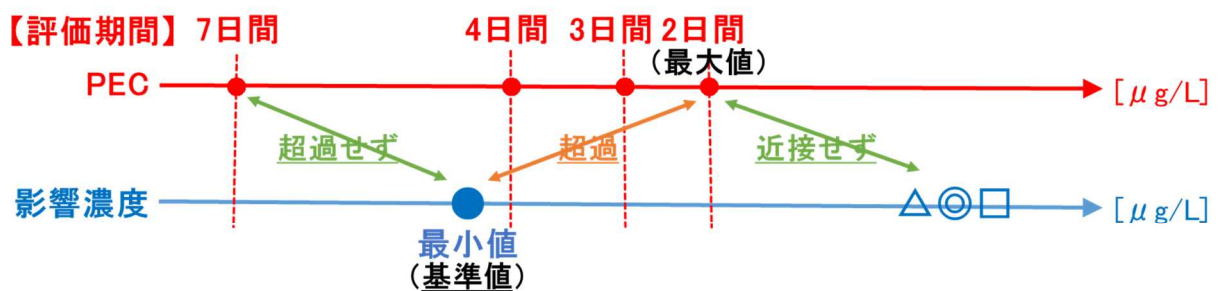 【評価期間】 7日間 4日間 3日間 2日間
(最大値)
PEC [μg/L]
超過せず 超過 近接せず
影響濃度 [μg/L]
最小値
(基準値)